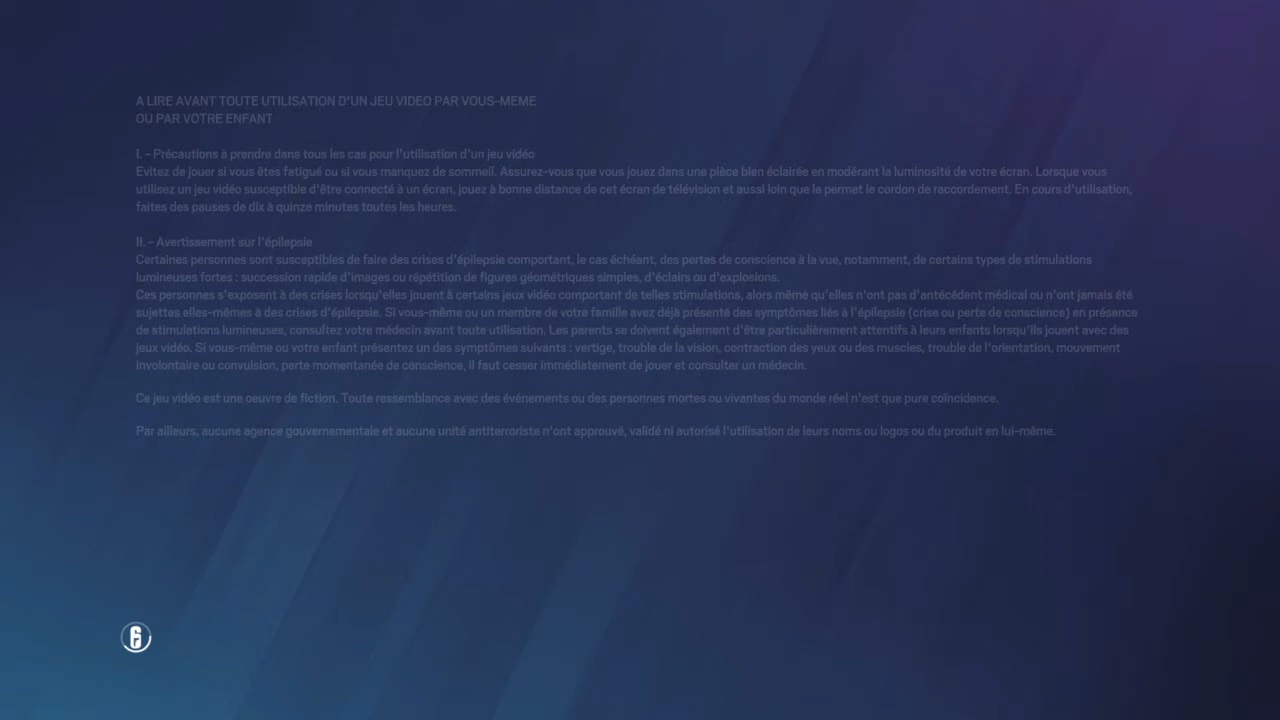 A LIRE AVANT TOUTE UTILISATION D'UN JEU VIDEO PAR VOUS-MEME
OU PAR VOTRE ENFANT
I. - Précautions à prendre dans tous les cas pour l'utilisation d'un jeu vidéo
Evitez de jouer si vous êtes fatigué ou si vous manquez de sommeil. Assurez-vous que vous jouez dans une pièce bien éclairée en modérant la luminosité de votre écran. Lorsque vous
utilisez un jeu vidéo susceptible d'être connecté à un écran, jouez à bonne distance de cet écran de télévision et aussi loin que le permet le cordon de raccordement. En cours d'utilisation,
faites des pauses de dix à quinze minutes toutes les heures.
II. - Avertissement sur l'épilepsie
Certaines personnes sont susceptibles de faire des crises d'épilepsie comportant, le cas échéant, des pertes de conscience à la vue, notamment, de certains types de stimulations
lumineuses fortes : succession rapide d'images ou répétition de figures géométriques simples, d'éclairs ou d'explosions.
Ces personnes s'exposent à des crises lorsqu'elles jouent à certains jeux vidéo comportant de telles stimulations, alors même qu'elles n'ont pas d'antécédent médical ou n'ont jamais été
sujettes elles-mêmes à des crises d'épilepsie. Si vous-même ou un membre de votre famille avez déjà présenté des symptômes liés à l'épilepsie (crise ou perte de conscience) en présence
de stimulations lumineuses, consultez votre médecin avant toute utilisation. Les parents se doivent également d'être particulièrement attentifs à leurs enfants lorsqu'ils jouent avec des
jeux vidéo. Si vous-même ou votre enfant présentez un des symptômes suivants : vertige, trouble de la vision, contraction des yeux ou des muscles, trouble de l'orientation, mouvement
involontaire ou convulsion, perte momentanée de conscience, il faut cesser immédiatement de jouer et consulter un médecin.
Ce jeu vidéo est une oeuvre de fiction. Toute ressemblance avec des événements ou des personnes mortes ou vivantes du monde réel n'est que pure coïncidence.
Par ailleurs, aucune agence gouvernementale et aucune unité antiterroriste n'ont approuvé, validé ni autorisé l'utilisation de leurs noms ou logos ou du produit en lui-même.
6